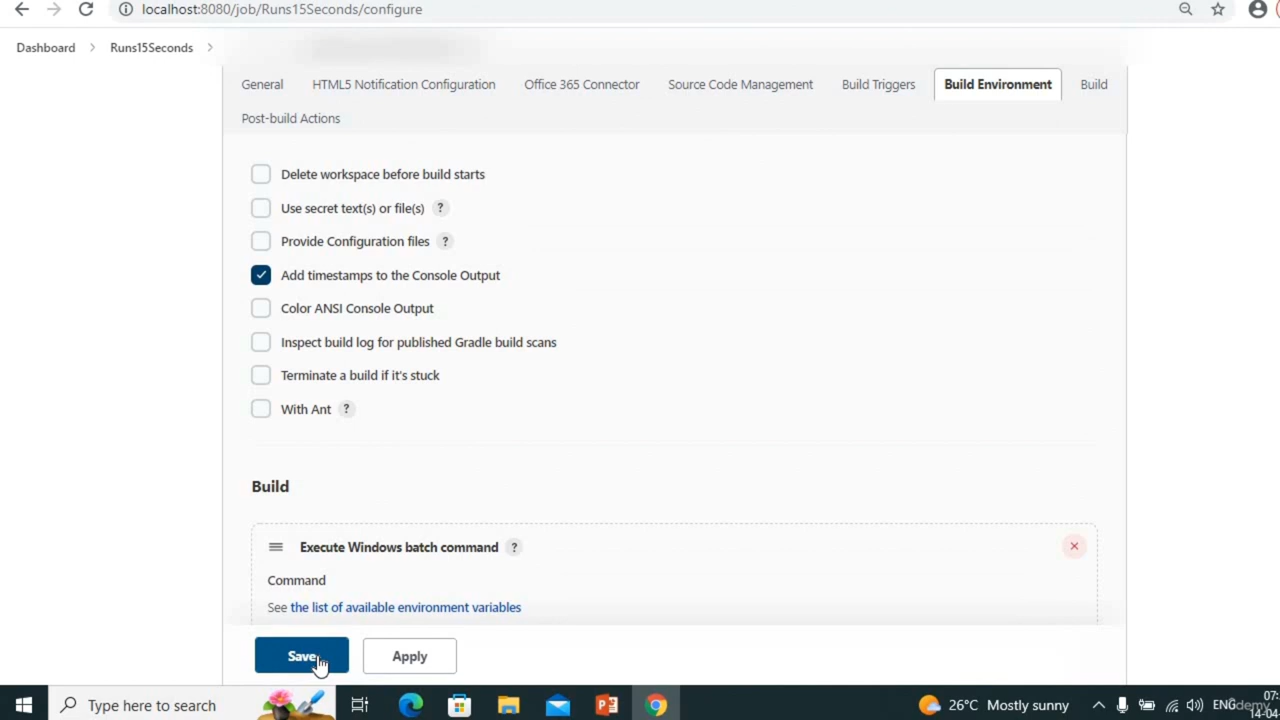 localhost:8080/job/Runs15Seconds/configure
Dashboard > Runs15Seconds >
General HTML5 Notification Configuration Office 365 Connector Source Code Management Build Triggers Build Environment Build
Post-build Actions
Delete workspace before build starts
Use secret text(s) or file(s) ?
Provide Configuration files ?
Add timestamps to the Console Output
Color ANSI Console Output
Inspect build log for published Gradle build scans
Terminate a build if it's stuck
With Ant ?
Build
Execute Windows batch command ?
Command
See the list of available environment variables
Save Apply
Type here to search 26°C Mostly sunny ENG 07:
14-04